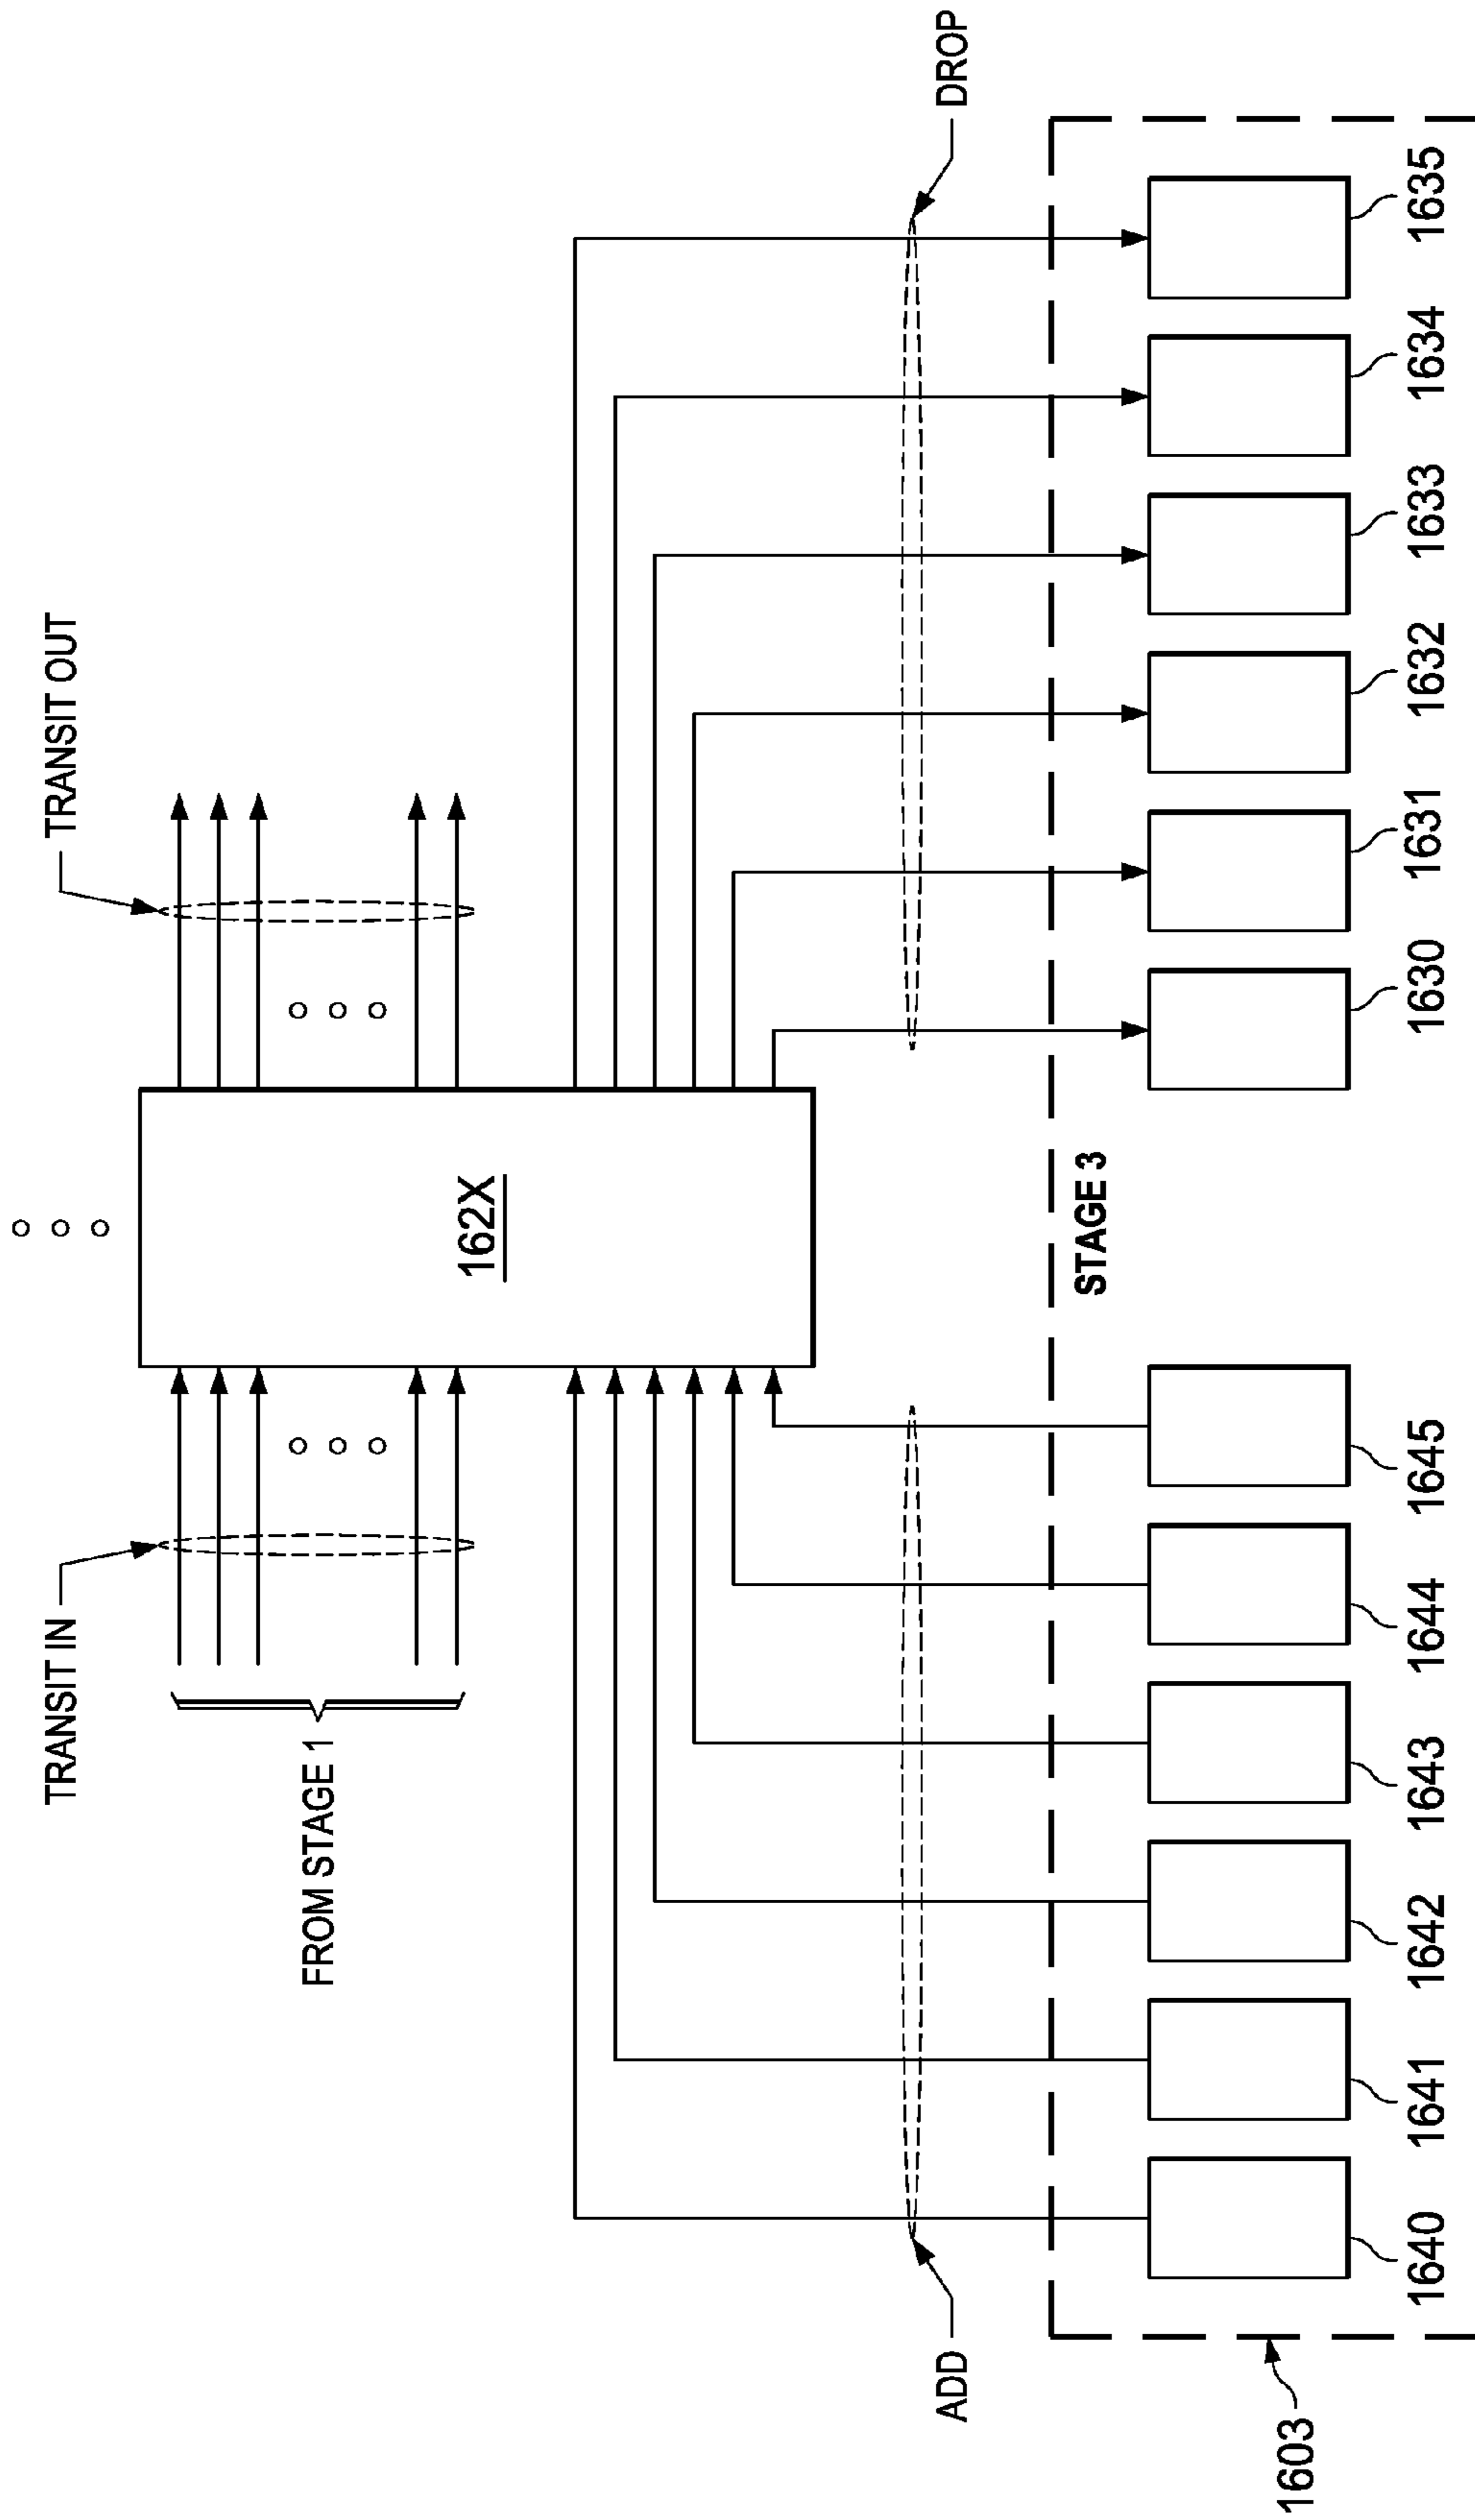 TRANSIT IN
TRANSIT OUT
FROM STAGE 1
162X
ADD
DROP
STAGE 3
1603
1640
1641
1642
1643
1644
1645
1630
1631
1632
1633
1634
1635